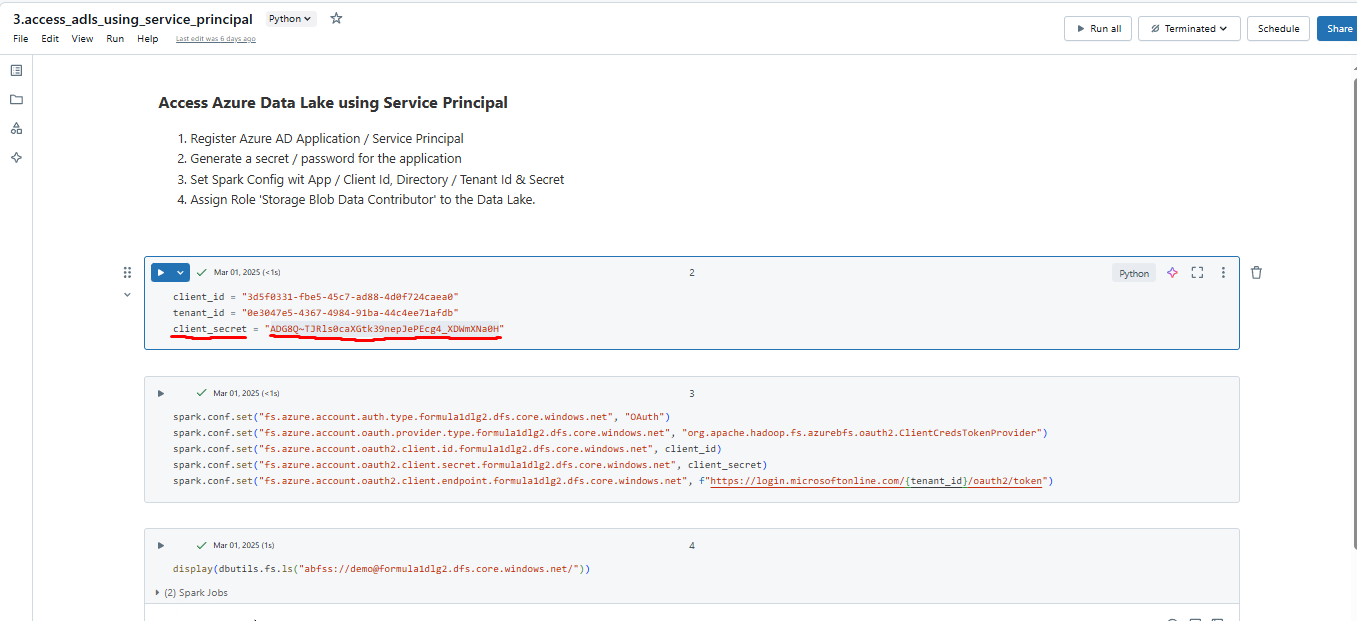 3.access_adls_using_service_principal Python
File Edit View Run Help Last edit was 6 days ago
Run all Terminated Schedule Share
Access Azure Data Lake using Service Principal
1. Register Azure AD Application / Service Principal
2. Generate a secret / password for the application
3. Set Spark Config wit App / Client Id, Directory / Tenant Id & Secret
4. Assign Role 'Storage Blob Data Contributor' to the Data Lake.
Mar 01, 2025 (<1s) 2 Python
client_id = "3d5f0331-fbe5-45c7-ad88-4d0f724caea0"
tenant_id = "0e3047e5-4367-4984-91ba-44c4ee71afdb"
client_secret = "ADG8Q~TJRls0caXGtk39nepJePEcg4_XDWmXNa0H"
Mar 01, 2025 (<1s) 3
spark.conf.set("fs.azure.account.auth.type.formula1dlg2.dfs.core.windows.net", "OAuth")
spark.conf.set("fs.azure.account.oauth.provider.type.formula1dlg2.dfs.core.windows.net", "org.apache.hadoop.fs.azurebfs.oauth2.ClientCredsTokenProvider")
spark.conf.set("fs.azure.account.oauth2.client.id.formula1dlg2.dfs.core.windows.net", client_id)
spark.conf.set("fs.azure.account.oauth2.client.secret.formula1dlg2.dfs.core.windows.net", client_secret)
spark.conf.set("fs.azure.account.oauth2.client.endpoint.formula1dlg2.dfs.core.windows.net", f"https://login.microsoftonline.com/{tenant_id}/oauth2/token")
Mar 01, 2025 (1s) 4
display(dbutils.fs.ls("abfss://demo@formula1dlg2.dfs.core.windows.net/"))
(2) Spark Jobs